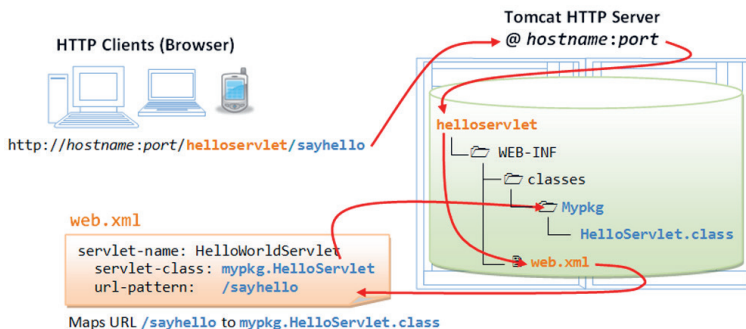 Tomcat HTTP Server
@ hostname:port
HTTP Clients (Browser)
http://hostname:port/helloservlet/sayhello
helloservlet
WEB-INF
classes
Mypkg
HelloServlet.class
web.xml
web.xml
servlet-name: HelloWorldServlet
servlet-class: mypkg.HelloServlet
url-pattern: /sayhello
Maps URL /sayhello to mypkg.HelloServlet.class